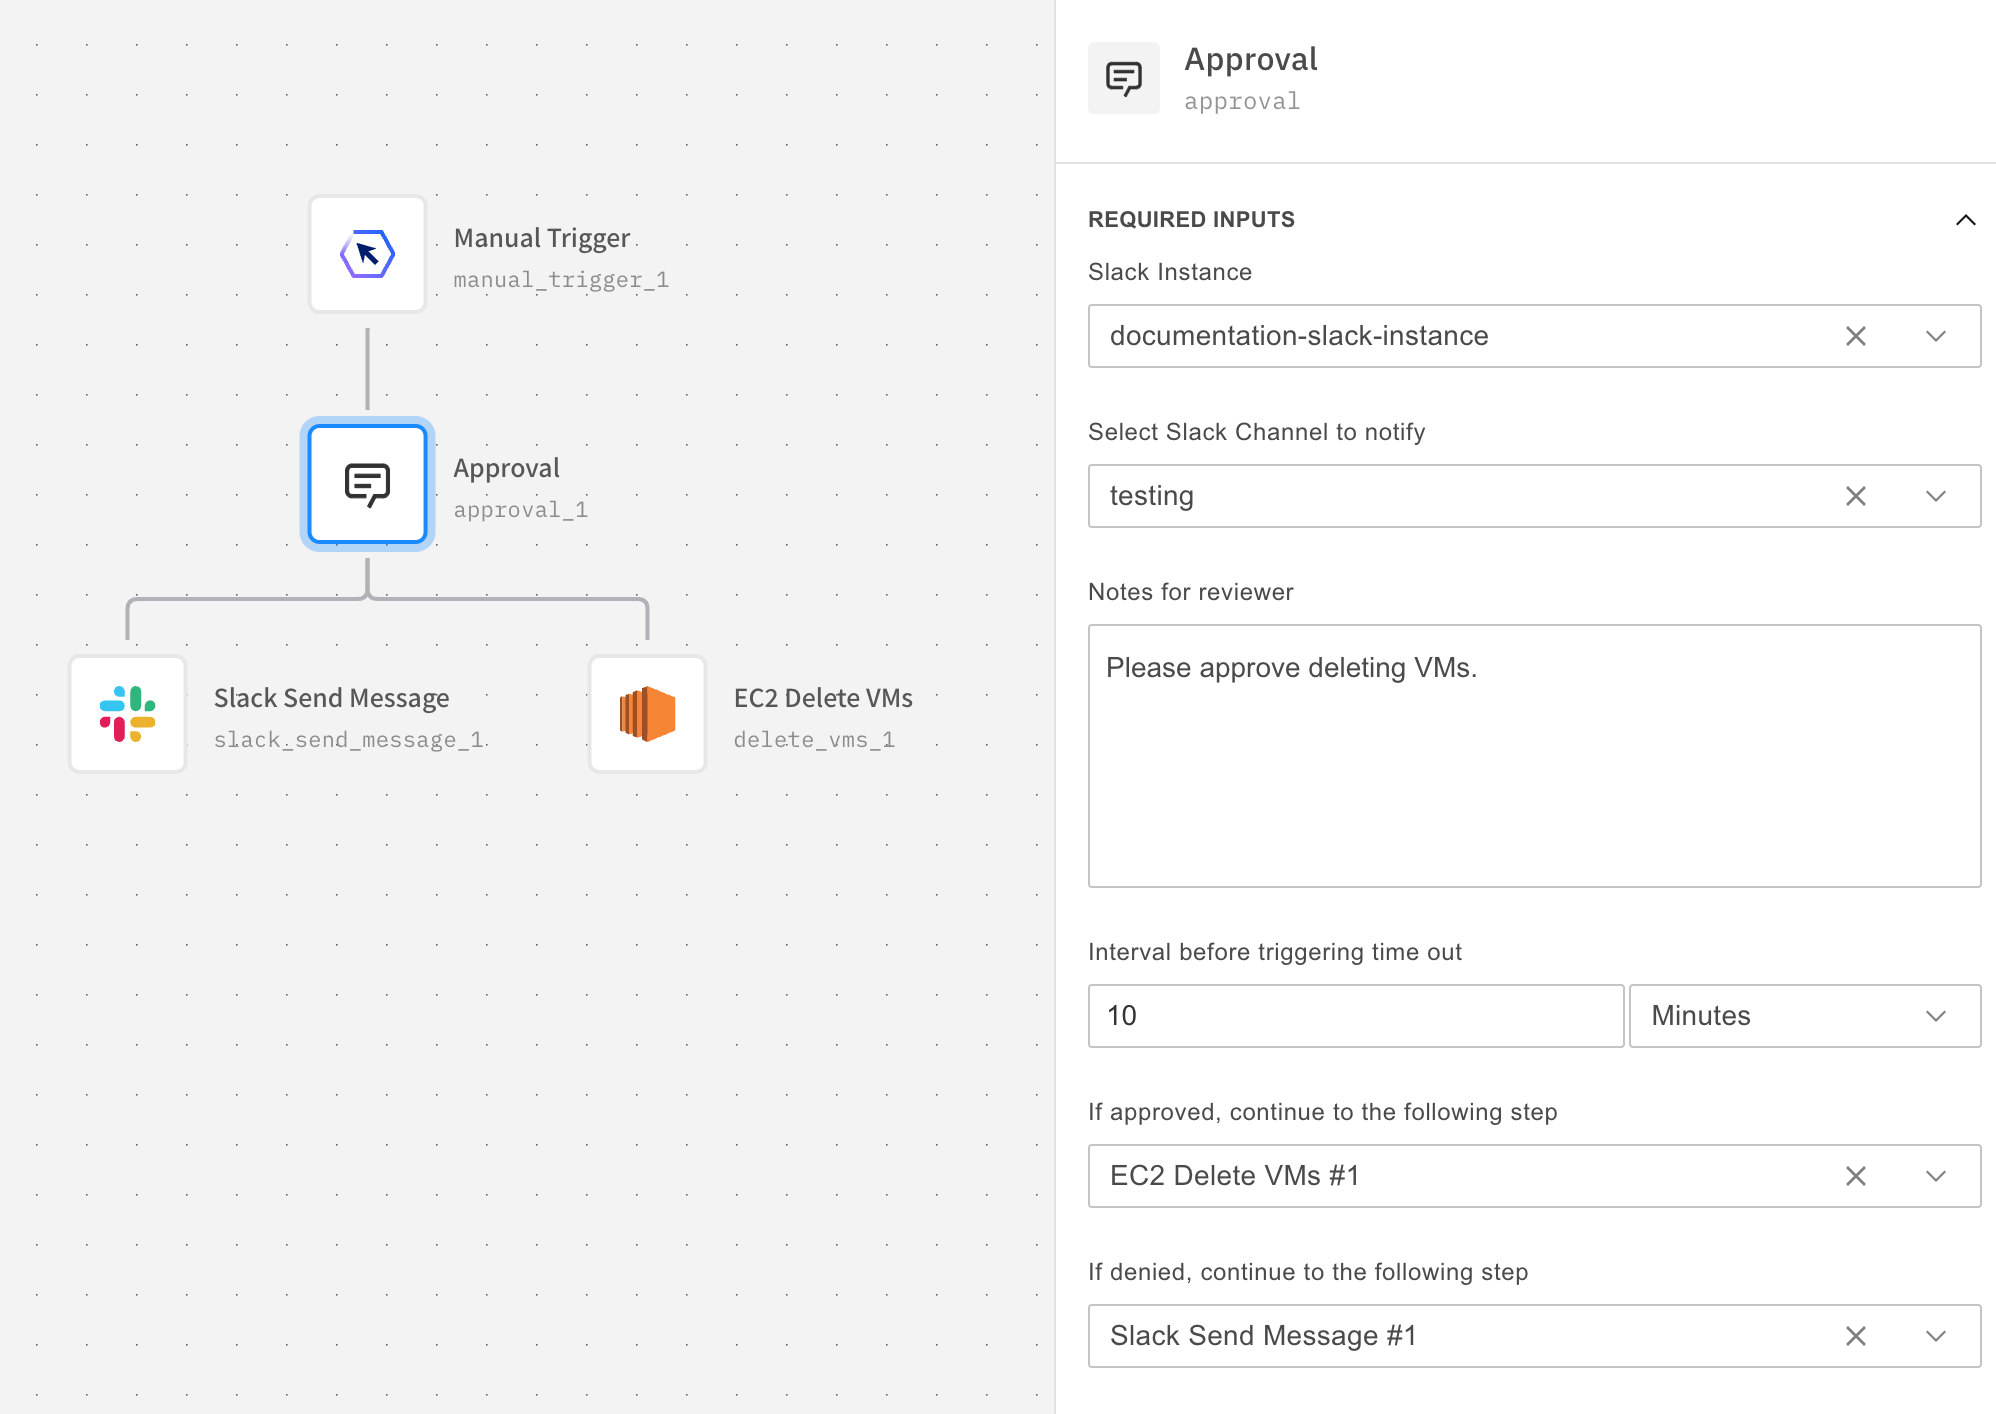 Manual Trigger
manual_trigger_1
Approval
approval_1
Slack Send Message
slack_send_message_1
EC2 Delete VMs
delete_vms_1
Approval
approval
REQUIRED INPUTS
Slack Instance
documentation-slack-instance
Select Slack Channel to notify
testing
Notes for reviewer
Please approve deleting VMs.
Interval before triggering time out
10
Minutes
If approved, continue to the following step
EC2 Delete VMs #1
If denied, continue to the following step
Slack Send Message #1